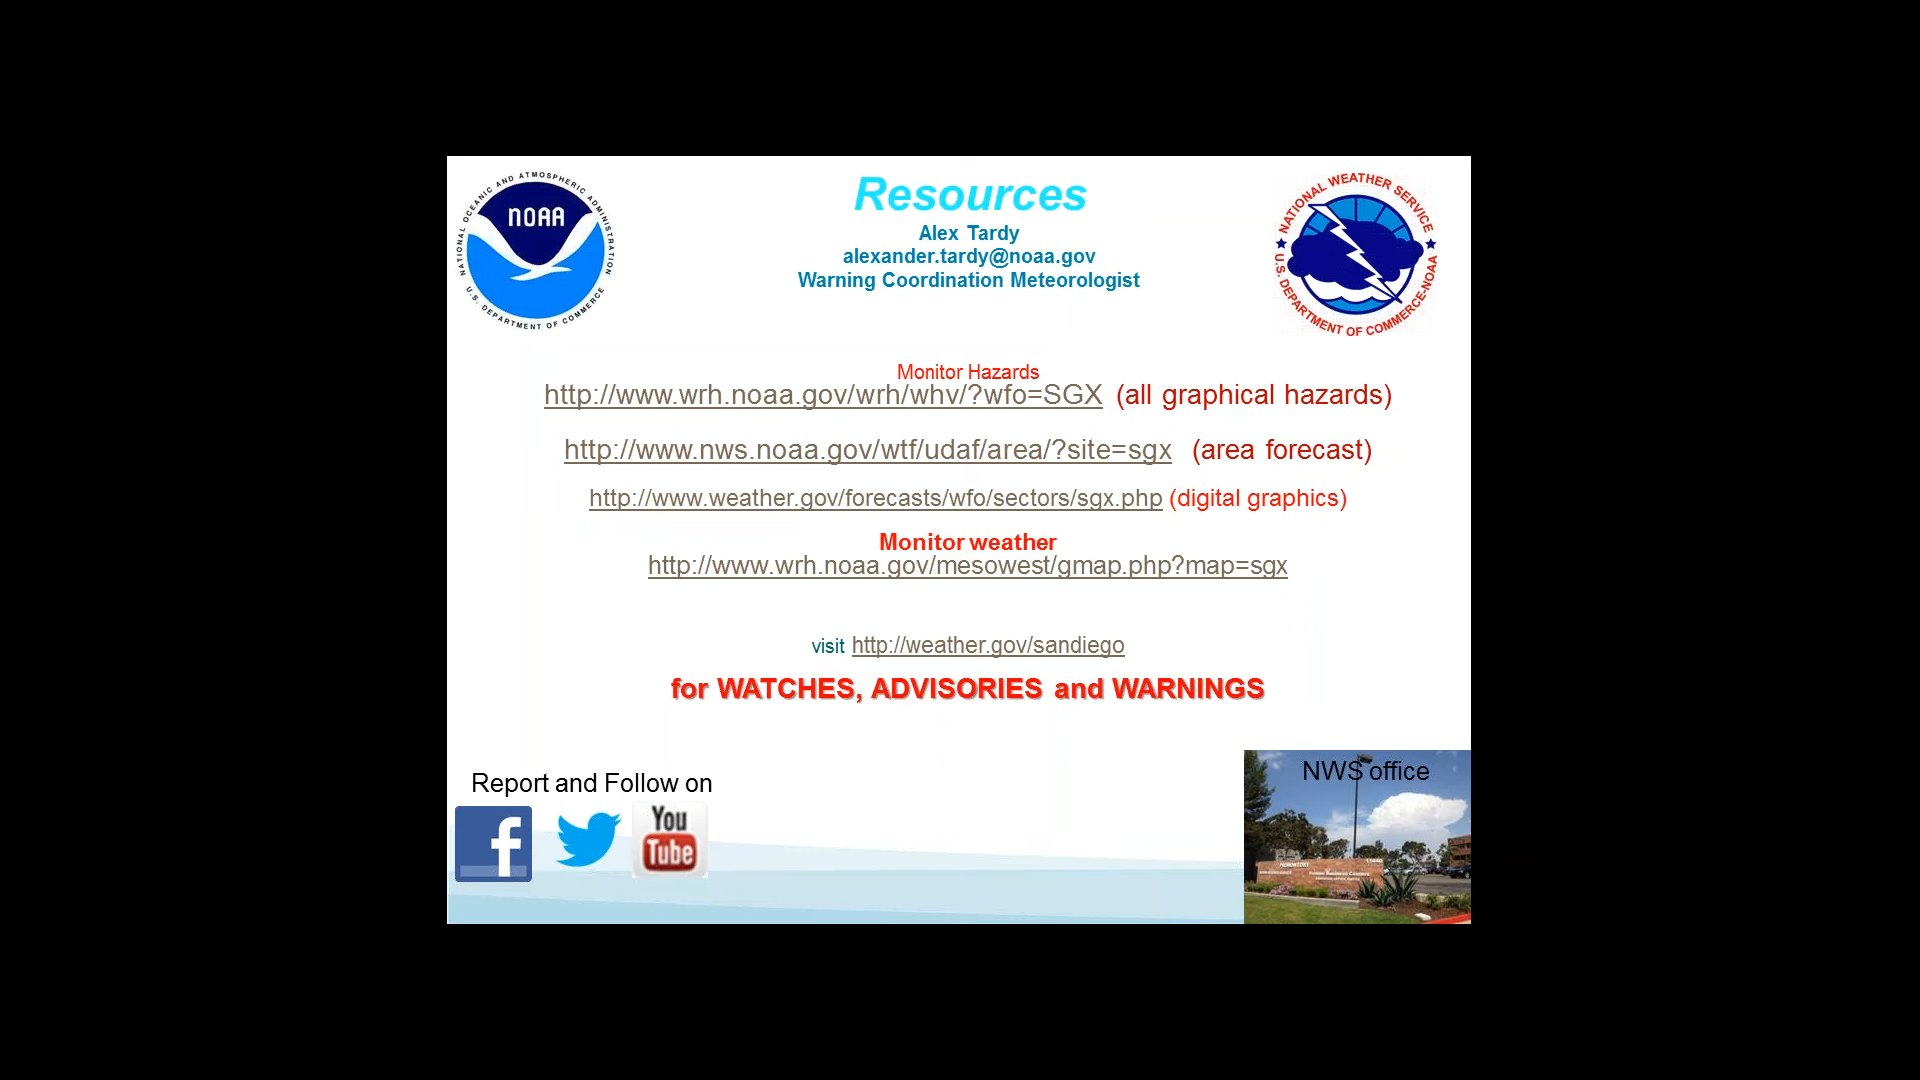 Resources
Alex Tardy
alexander.tardy@noaa.gov
Warning Coordination Meteorologist
NATIONAL OCEANIC AND ATMOSPHERIC ADMINISTRATION
U.S. DEPARTMENT OF COMMERCE
NOAA
NATIONAL WEATHER SERVICE
U.S. DEPARTMENT OF COMMERCE-NOAA
Monitor Hazards
http://www.wrh.noaa.gov/wrh/whv/?wfo=SGX (all graphical hazards)
http://www.nws.noaa.gov/wtf/udaf/area/?site=sgx (area forecast)
http://www.weather.gov/forecasts/wfo/sectors/sgx.php (digital graphics)
Monitor weather
http://www.wrh.noaa.gov/mesowest/gmap.php?map=sgx
visit http://weather.gov/sandiego
for WATCHES, ADVISORIES and WARNINGS
Report and Follow on
f
You
Tube
NWS office